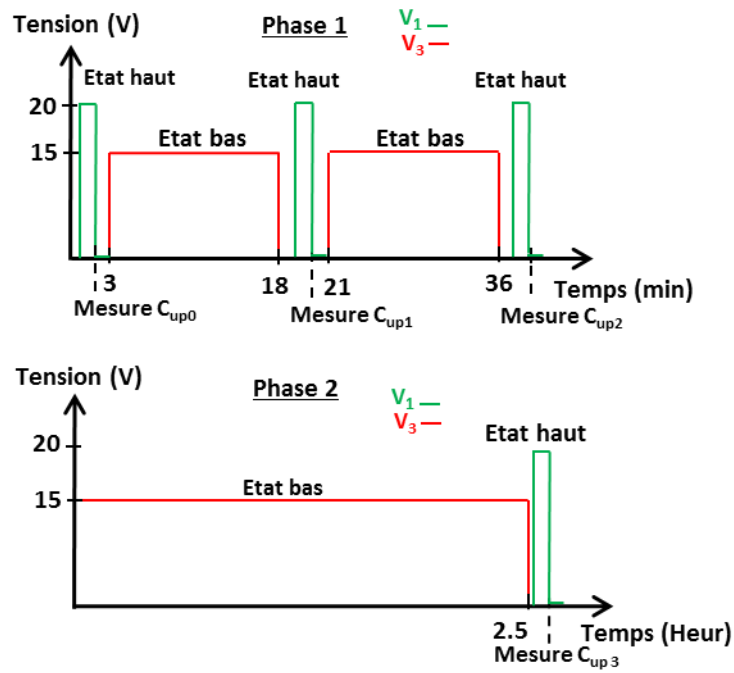 Tension (V)
Phase 1
V1
V3
Etat haut
Etat haut
Etat haut
20
15
Etat bas
Etat bas
3
18
21
36
Temps (min)
Mesure Cup0
Mesure Cup1
Mesure Cup2
Tension (V)
Phase 2
V1
V3
Etat haut
20
15
Etat bas
2.5
Temps (Heur)
Mesure Cup 3